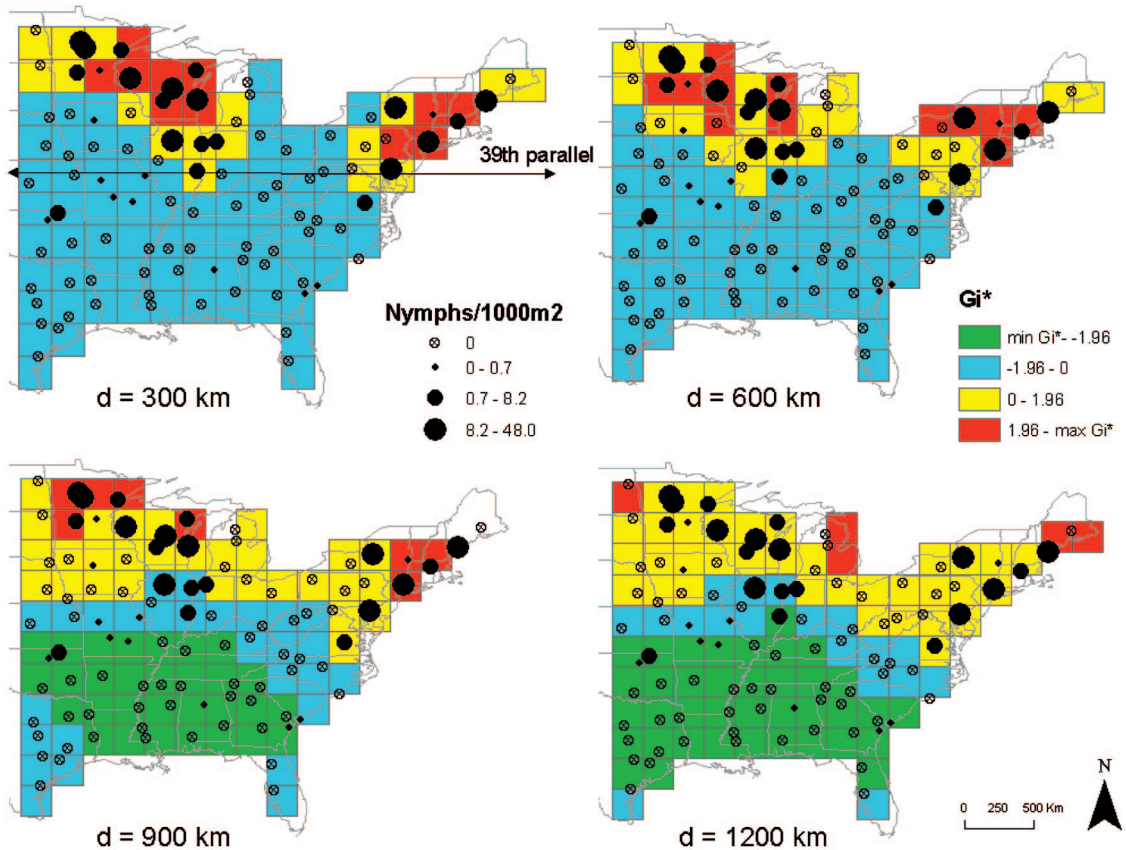 39th parallel
Nymphs/1000m2
0
0 - 0.7
0.7 - 8.2
8.2 - 48.0
d = 300 km
d = 600 km
Gi*
min Gi*- -1.96
-1.96 - 0
0 - 1.96
1.96 - max Gi*
d = 900 km
d = 1200 km
N
0 250 500 Km